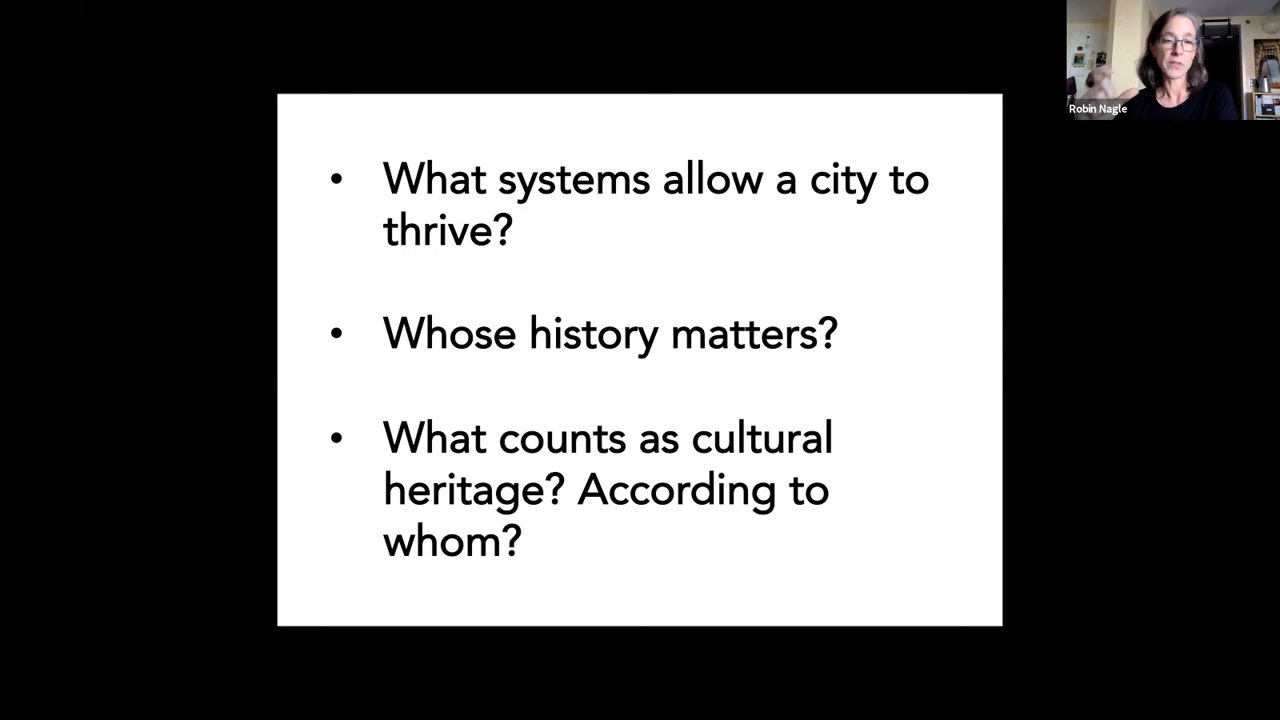 Robin Nagle
• What systems allow a city to
thrive?
• Whose history matters?
• What counts as cultural
heritage? According to
whom?